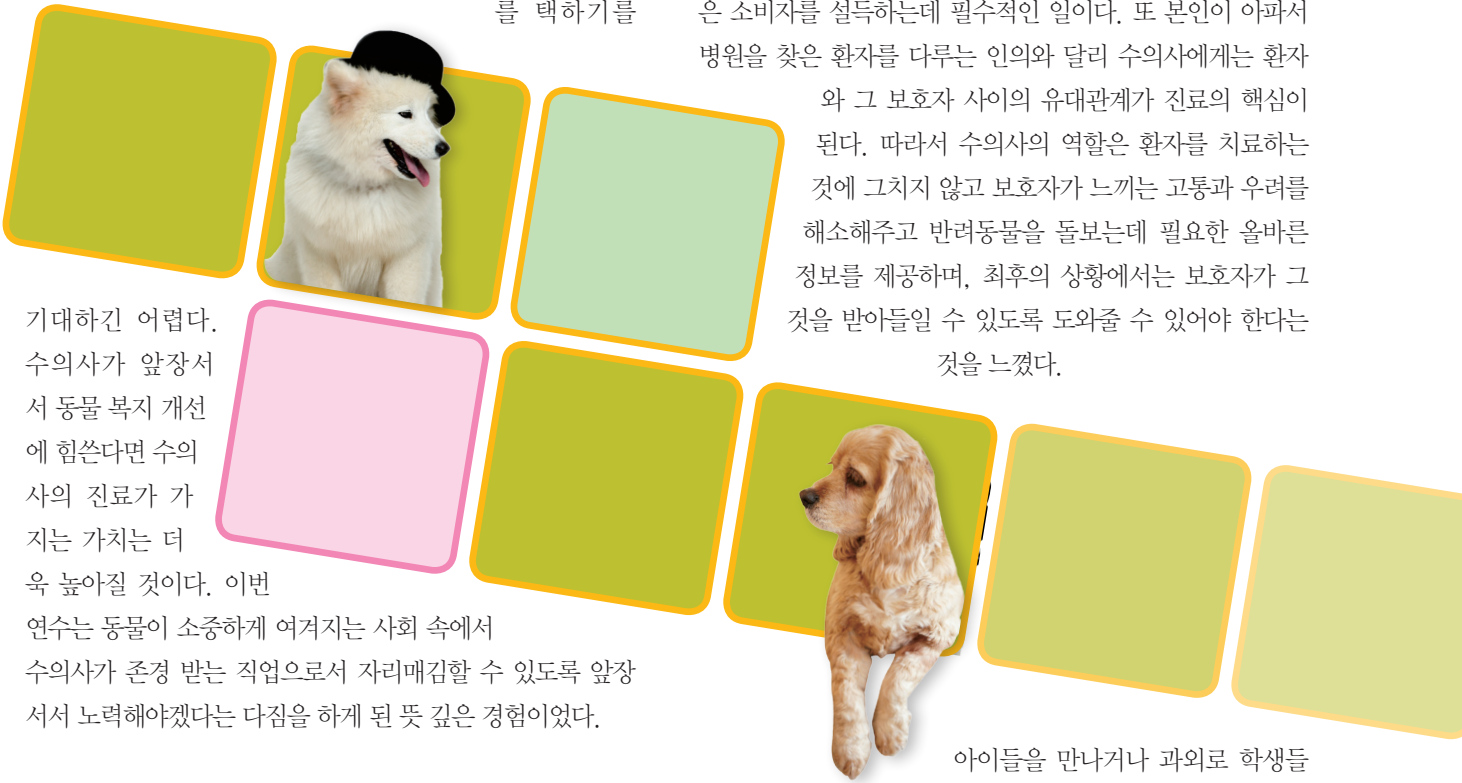 를 택하기를
기대하긴 어렵다.
수의사가 앞장서
서 동물 복지 개선
에 힘쓴다면 수의
사의 진료가 가
지는 가치는 더
욱 높아질 것이다. 이번
연수는 동물이 소중하게 여겨지는 사회 속에서
수의사가 존경 받는 직업으로서 자리매김할 수 있도록 앞장
서서 노력해야겠다는 다짐을 하게 된 뜻 깊은 경험이었다.
은 소비자를 설득하는데 필수적인 일이다. 또 본인이 아파서
병원을 찾은 환자를 다루는 인의와 달리 수의사에게는 환자
와 그 보호자 사이의 유대관계가 진료의 핵심이
된다. 따라서 수의사의 역할은 환자를 치료하는
것에 그치지 않고 보호자가 느끼는 고통과 우려를
해소해주고 반려동물을 돌보는데 필요한 올바른
정보를 제공하며, 최후의 상황에서는 보호자가 그
것을 받아들일 수 있도록 도와줄 수 있어야 한다는
것을 느꼈다.
아이들을 만나거나 과외로 학생들